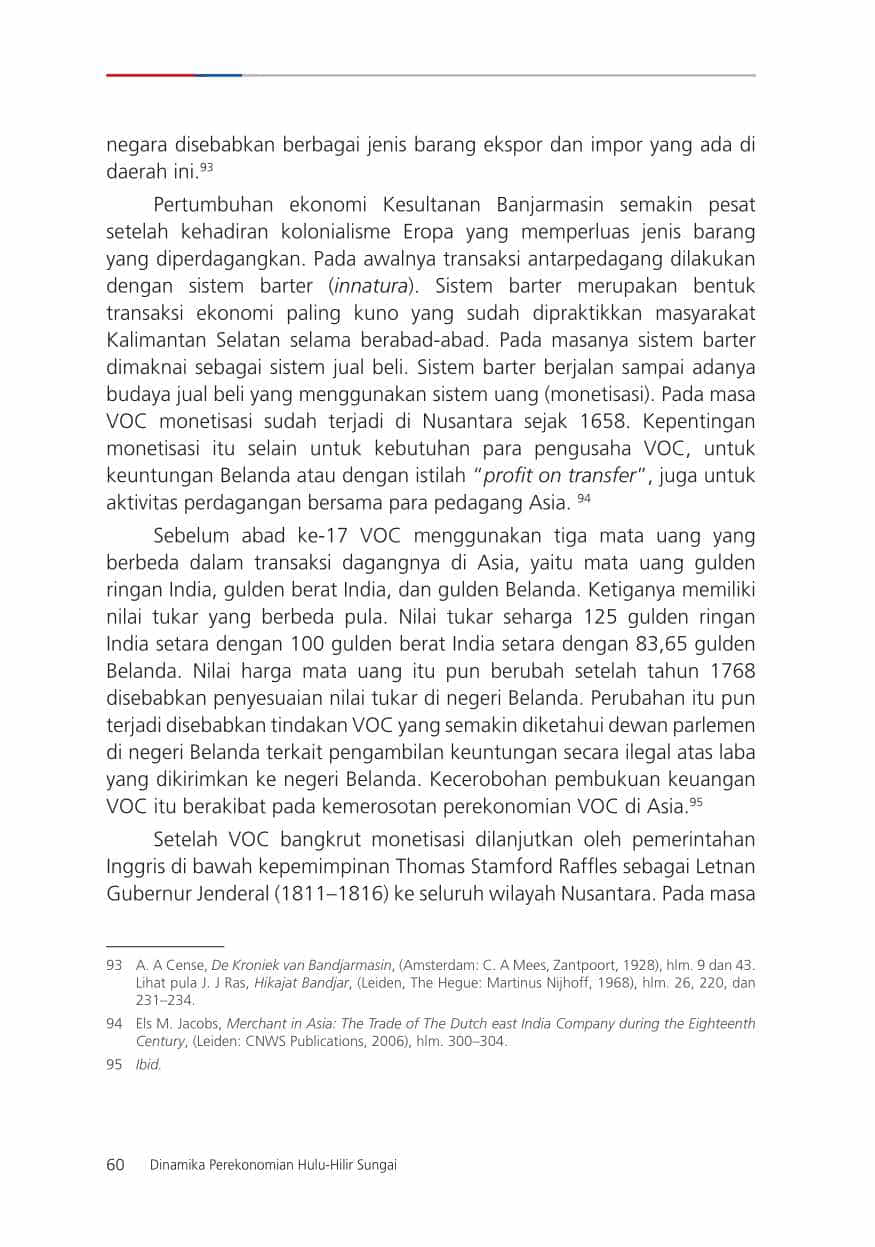 negara disebabkan berbagai jenis barang ekspor dan impor yang ada di
daerah ini.93
Pertumbuhan ekonomi Kesultanan Banjarmasin semakin pesat
setelah kehadiran kolonialisme Eropa yang memperluas jenis barang
yang diperdagangkan. Pada awalnya transaksi antarpedagang dilakukan
dengan sistem barter (innatura). Sistem barter merupakan bentuk
transaksi ekonomi paling kuno yang sudah dipraktikkan masyarakat
Kalimantan Selatan selama berabad-abad. Pada masanya sistem barter
dimaknai sebagai sistem jual beli. Sistem barter berjalan sampai adanya
budaya jual beli yang menggunakan sistem uang (monetisasi). Pada masa
VOC monetisasi sudah terjadi di Nusantara sejak 1658. Kepentingan
monetisasi itu selain untuk kebutuhan para pengusaha VOC, untuk
keuntungan Belanda atau dengan istilah “profit on transfer”, juga untuk
aktivitas perdagangan bersama para pedagang Asia. 94
Sebelum abad ke-17 VOC menggunakan tiga mata uang yang
berbeda dalam transaksi dagangnya di Asia, yaitu mata uang gulden
ringan India, gulden berat India, dan gulden Belanda. Ketiganya memiliki
nilai tukar yang berbeda pula. Nilai tukar seharga 125 gulden ringan
India setara dengan 100 gulden berat India setara dengan 83,65 gulden
Belanda. Nilai harga mata uang itu pun berubah setelah tahun 1768
disebabkan penyesuaian nilai tukar di negeri Belanda. Perubahan itu pun
terjadi disebabkan tindakan VOC yang semakin diketahui dewan parlemen
di negeri Belanda terkait pengambilan keuntungan secara ilegal atas laba
yang dikirimkan ke negeri Belanda. Kecerobohan pembukuan keuangan
VOC itu berakibat pada kemerosotan perekonomian VOC di Asia.95
Setelah VOC bangkrut monetisasi dilanjutkan oleh pemerintahan
Inggris di bawah kepemimpinan Thomas Stamford Raffles sebagai Letnan
Gubernur Jenderal (1811–1816) ke seluruh wilayah Nusantara. Pada masa
93 A. A Cense, De Kroniek van Bandjarmasin, (Amsterdam: C. A Mees, Zantpoort, 1928), hlm. 9 dan 43.
Lihat pula J. J Ras, Hikajat Bandjar, (Leiden, The Hegue: Martinus Nijhoff, 1968), hlm. 26, 220, dan
231–234.
94 Els M. Jacobs, Merchant in Asia: The Trade of The Dutch east India Company during the Eighteenth
Century, (Leiden: CNWS Publications, 2006), hlm. 300–304.
95 Ibid.
60 Dinamika Perekonomian Hulu-Hilir Sungai